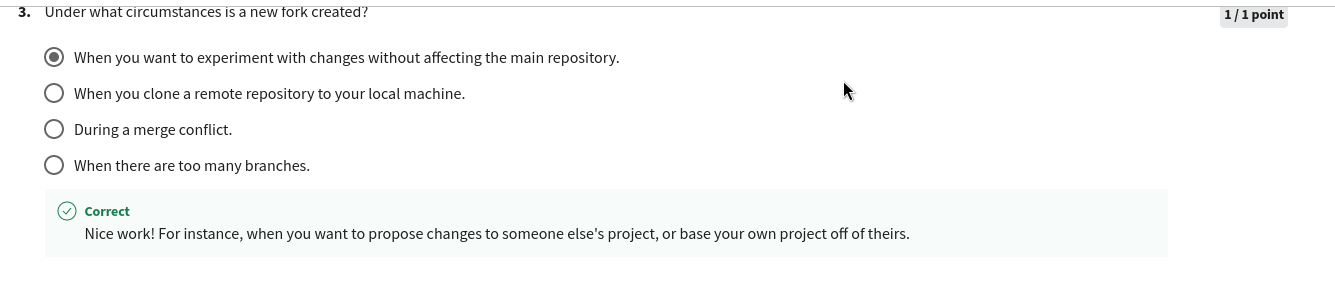 3. Under what circumstances is a new fork created?
1 / 1 point
When you want to experiment with changes without affecting the main repository.
When you clone a remote repository to your local machine.
During a merge conflict.
When there are too many branches.
Correct
Nice work! For instance, when you want to propose changes to someone else's project, or base your own project off of theirs.